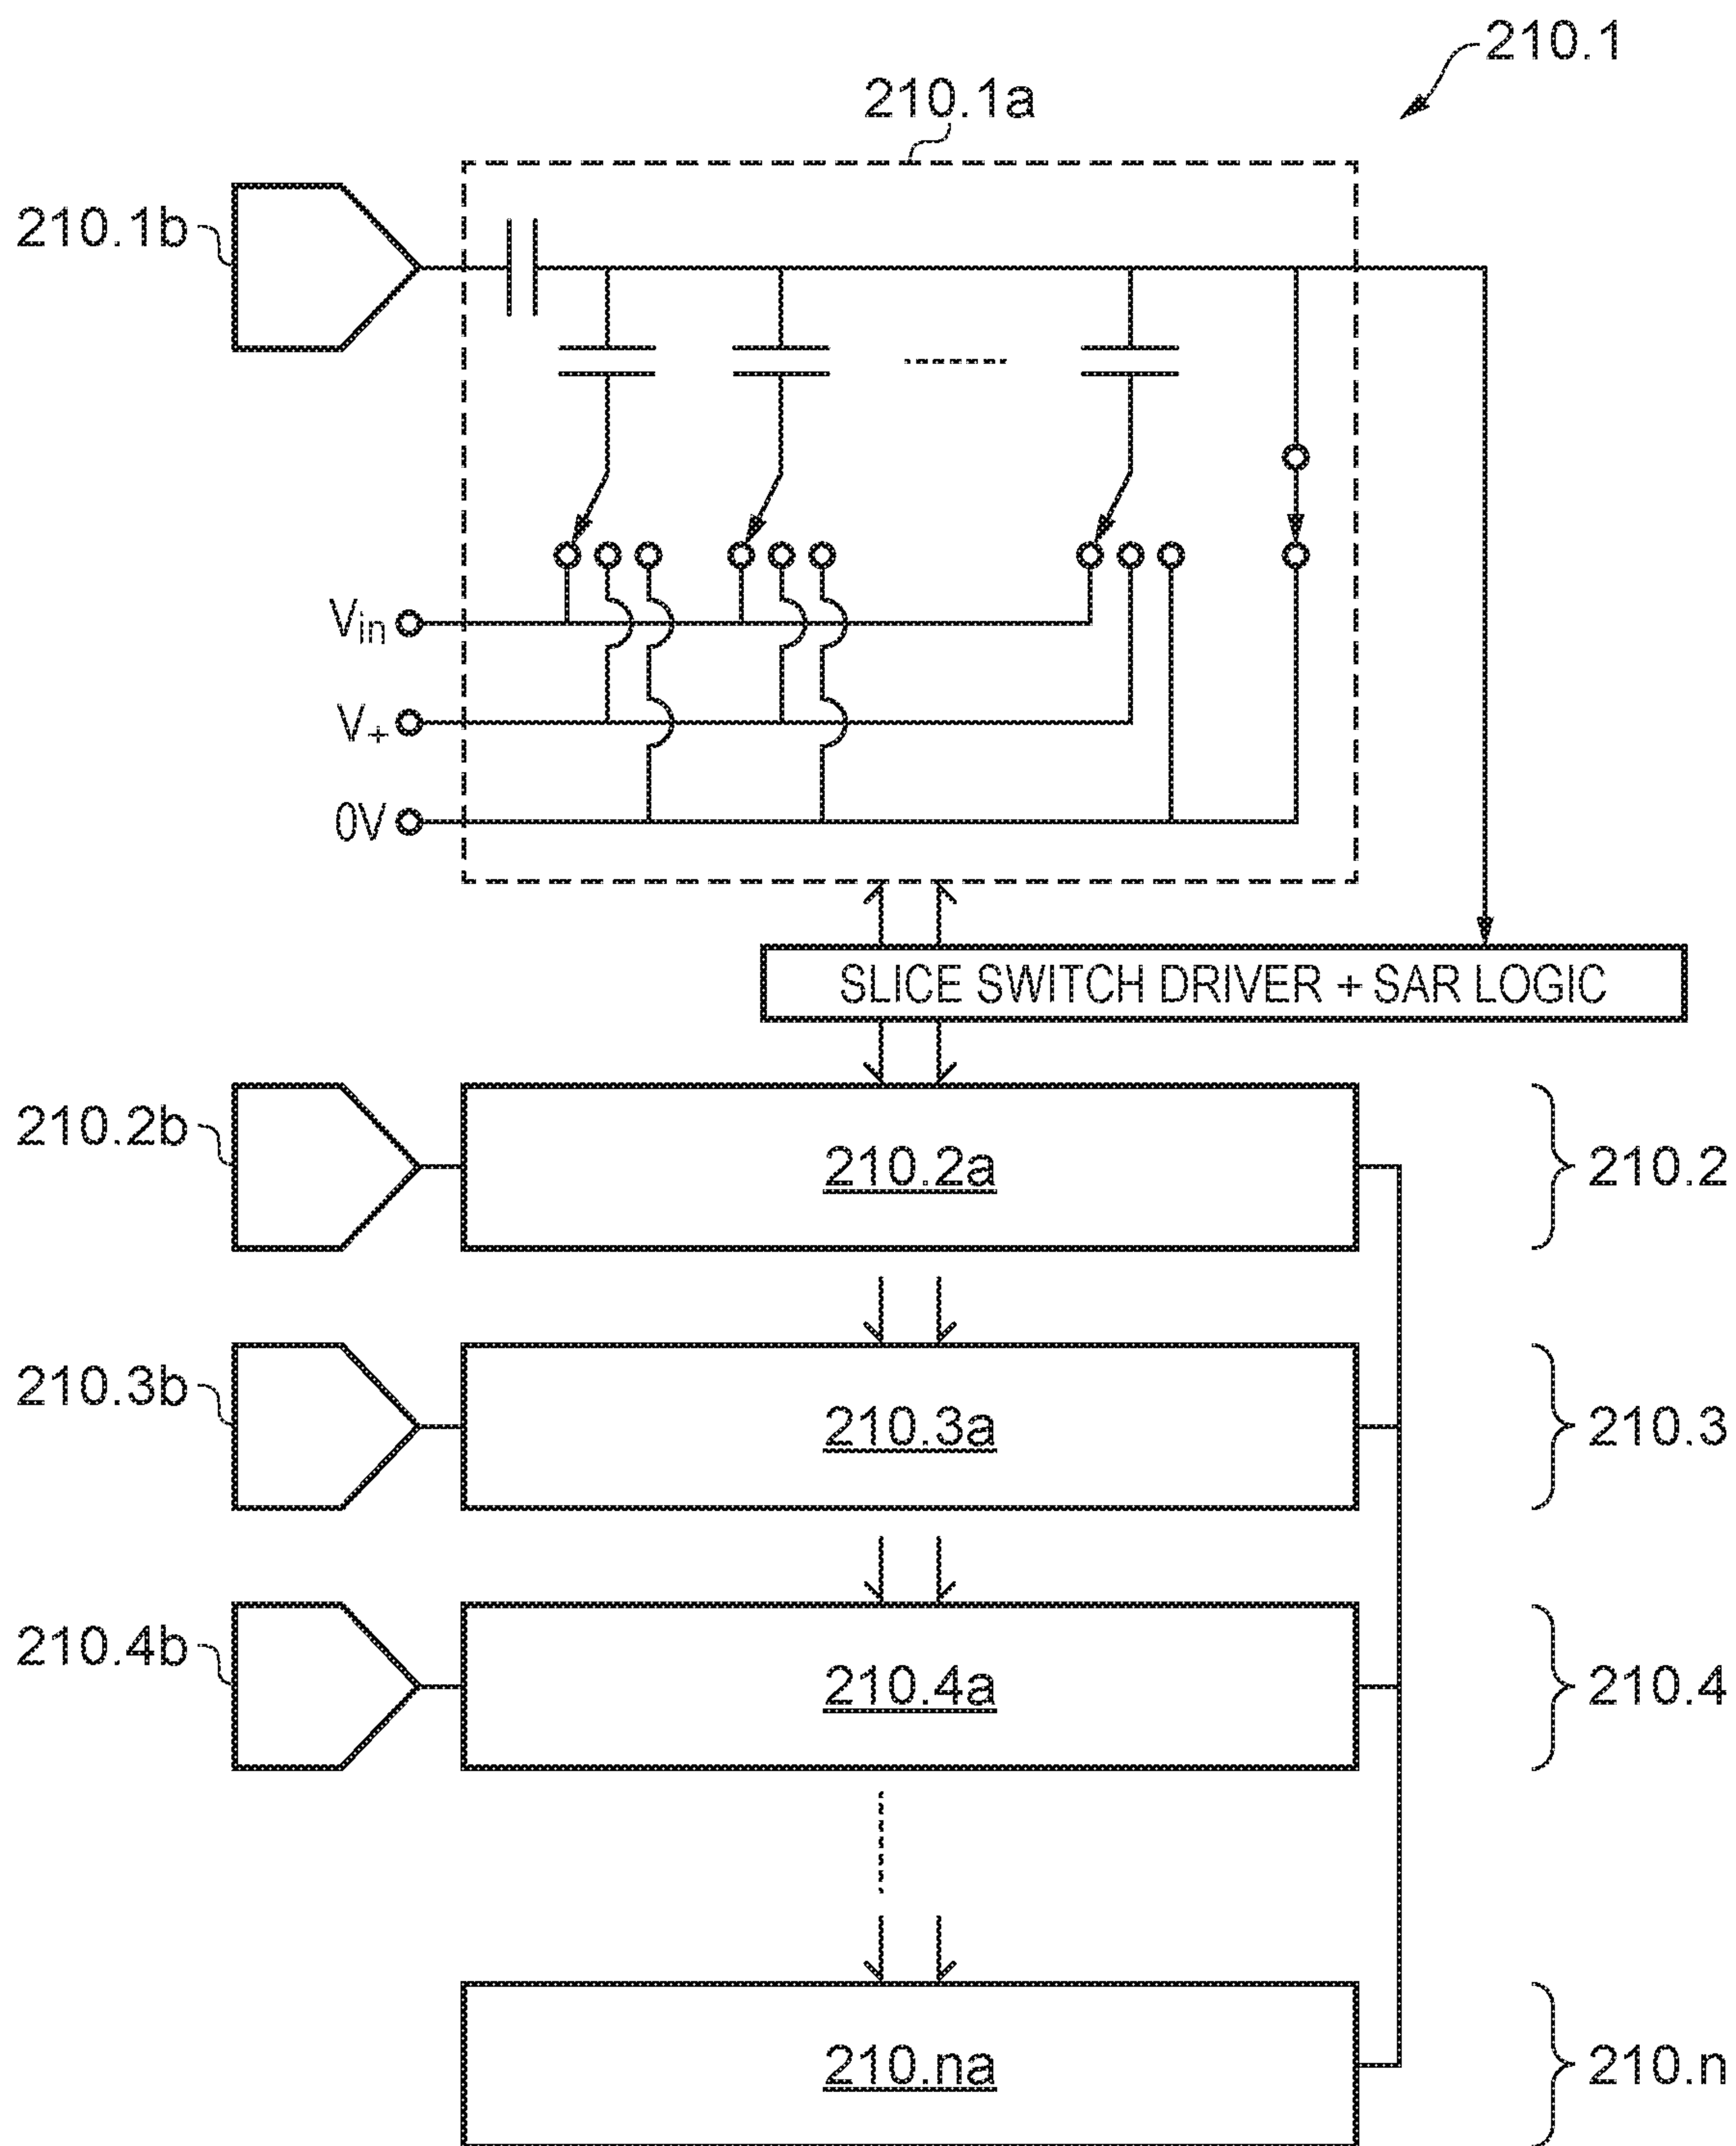 210.1
210.1a
210.1b
Vin
V+
0V
SLICE SWITCH DRIVER + SAR LOGIC
210.2b
210.2a
210.2
210.3b
210.3a
210.3
210.4b
210.4a
210.4
210.na
210.n